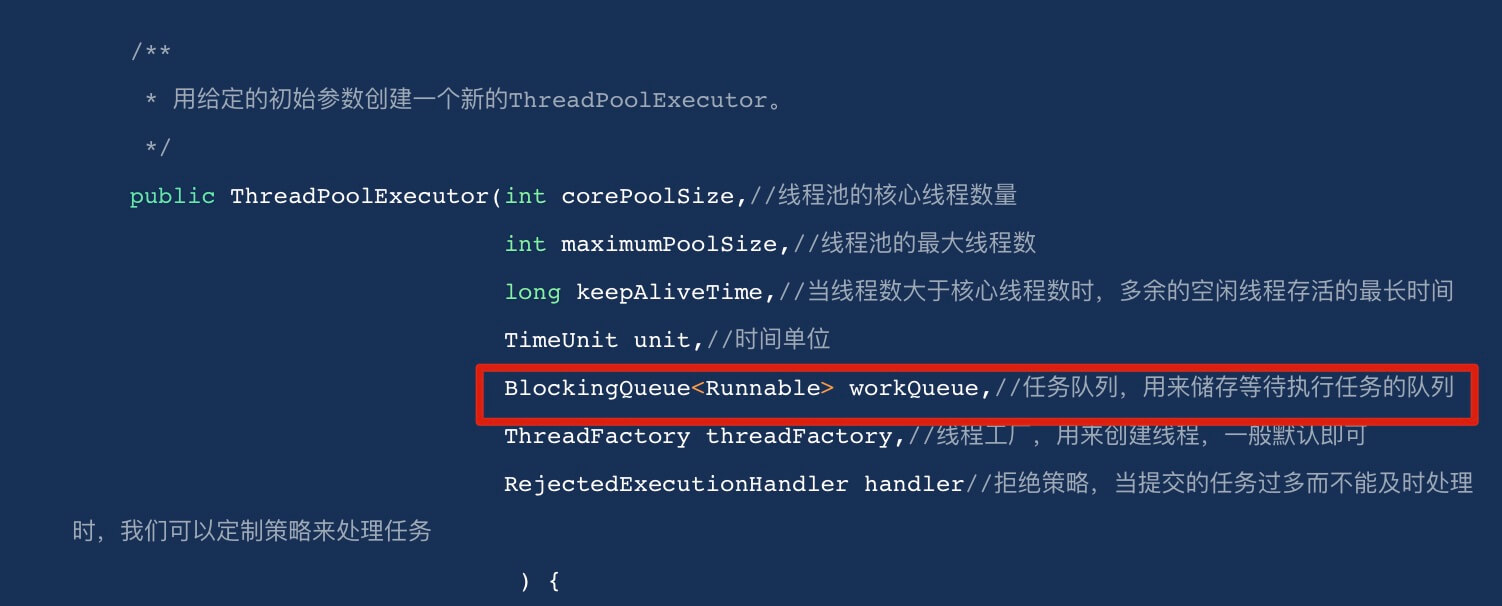 /**
* 用给定的初始参数创建一个新的ThreadPoolExecutor。
*/
public ThreadPoolExecutor(int corePoolSize,//线程池的核心线程数量
int maximumPoolSize,//线程池的最大线程数
long keepAliveTime,//当线程数大于核心线程数时，多余的空闲线程存活的最长时间
TimeUnit unit,//时间单位
BlockingQueue<Runnable> workQueue,//任务队列，用来储存等待执行任务的队列
ThreadFactory threadFactory,//线程工厂，用来创建线程，一般默认即可
RejectedExecutionHandler handler//拒绝策略，当提交的任务过多而不能及时处理
时，我们可以定制策略来处理任务
) {